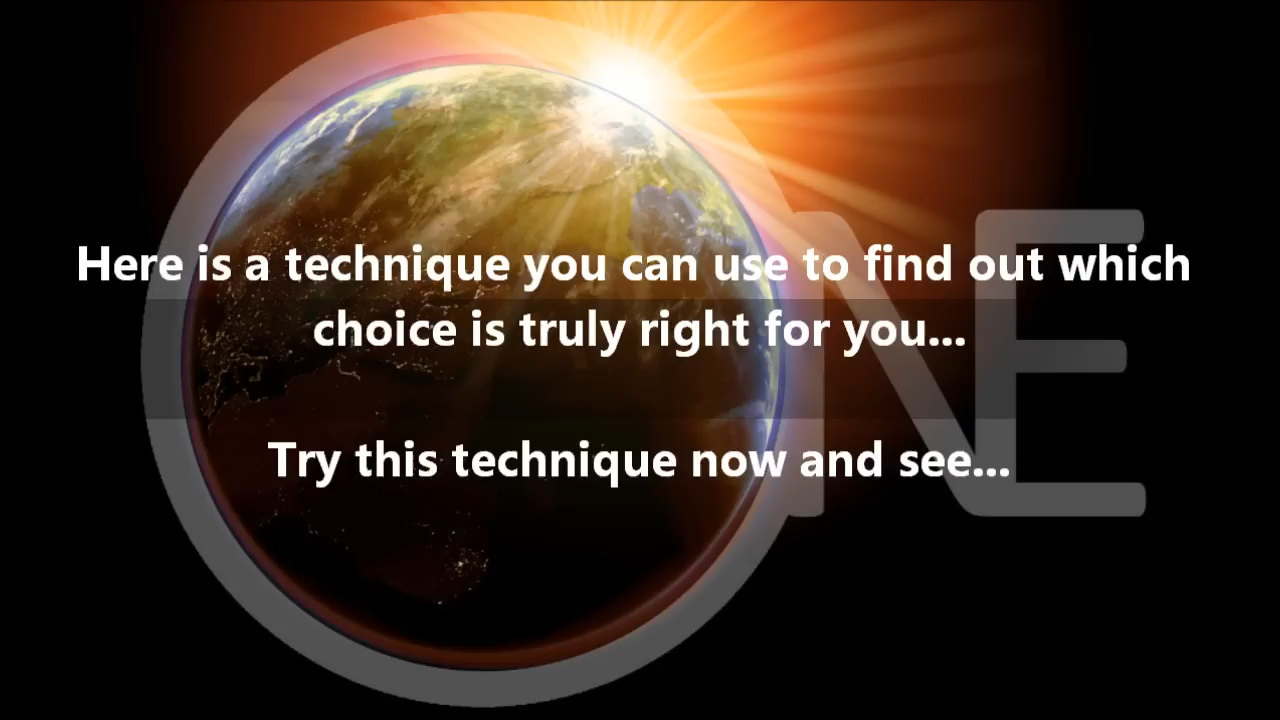 ONE
Here is a technique you can use to find out which
choice is truly right for you...
Try this technique now and see...